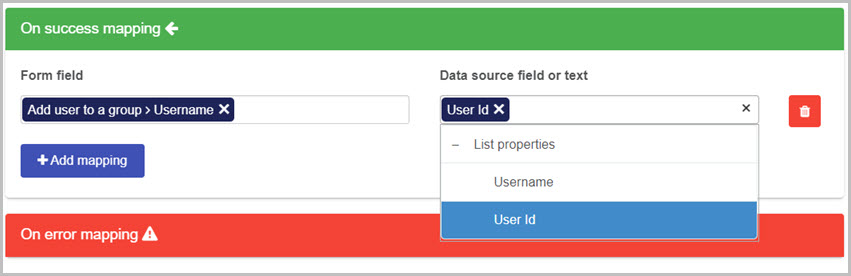 On success mapping
Form field
Data source field or text
Add user to a group > Username ×
User Id × ×
+ Add mapping
– List properties
Username
User Id
On error mapping